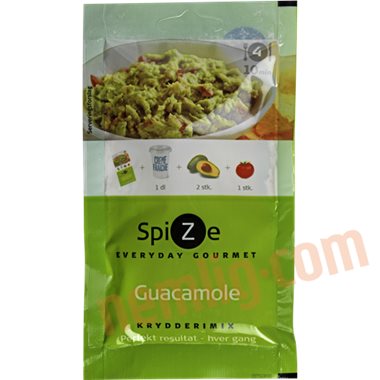 Serveringsforslag
4
10 min
CRÈME
FRAÎCHE
+ + +
1 dl 2 stk. 1 stk.
SpiZe
EVERYDAY GOURMET
Guacamole
KRYDDERIMIX
Perfekt resultat - hver gang
nemlig.com